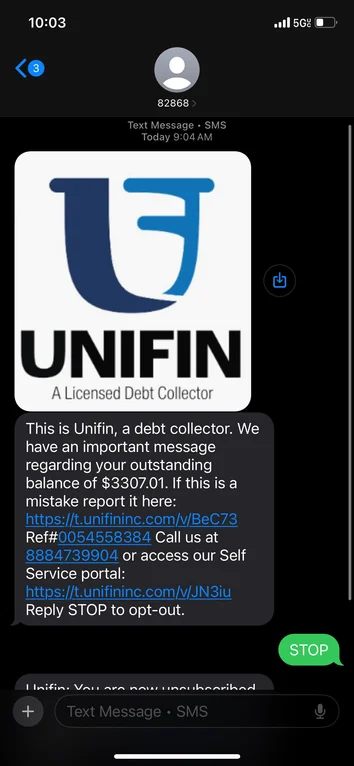 10:03
5G
3
82868 >
Text Message • SMS
Today 9:04 AM
UNIFIN
A Licensed Debt Collector
This is Unifin, a debt collector. We
have an important message
regarding your outstanding
balance of $3307.01. If this is a
mistake report it here:
https://t.unifininc.com/v/BeC73
Ref#0054558384 Call us at
8884739904 or access our Self
Service portal:
https://t.unifininc.com/v/JN3iu
Reply STOP to opt-out.
STOP
Unifin: You are now unsubscribed
Text Message • SMS